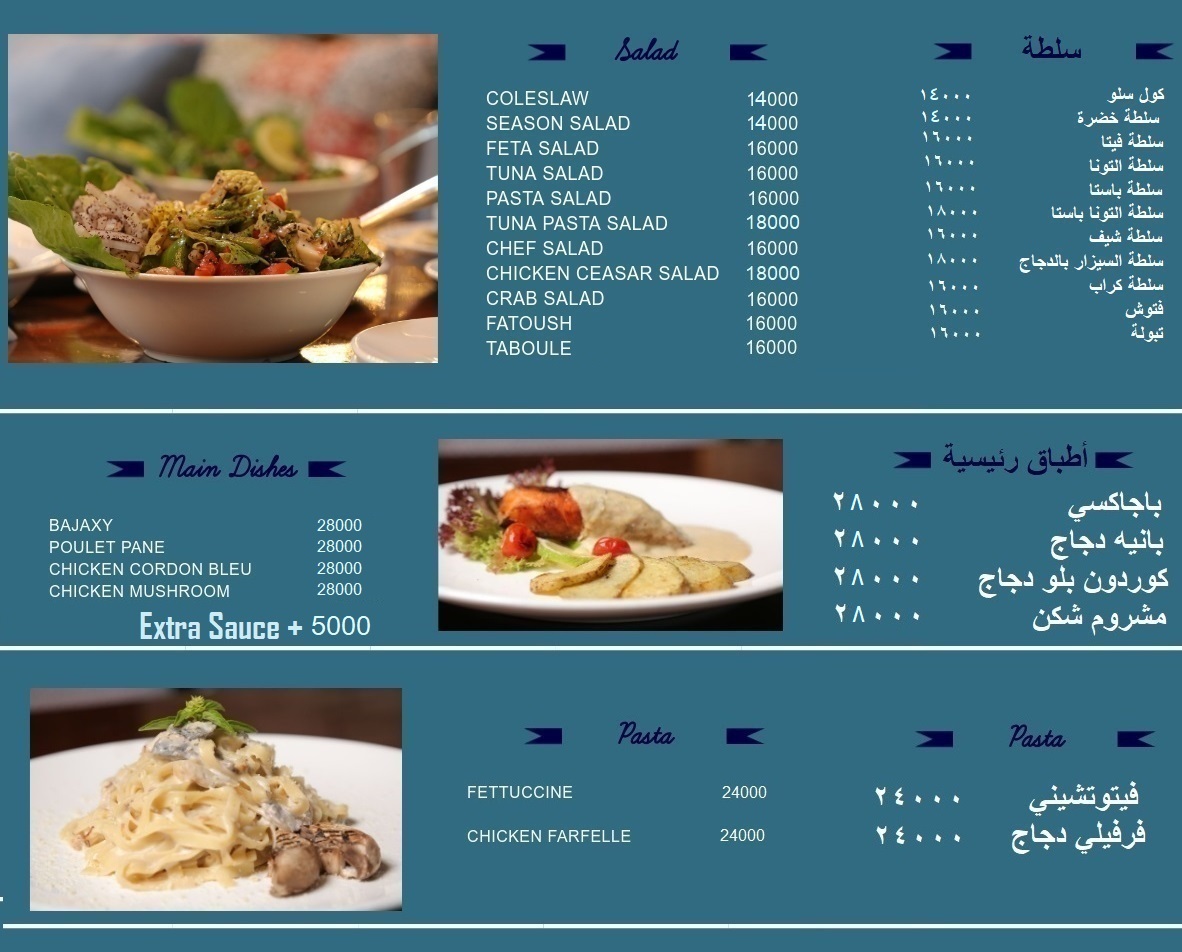 Salad
COLESLAW 14000
SEASON SALAD 14000
FETA SALAD 16000
TUNA SALAD 16000
PASTA SALAD 16000
TUNA PASTA SALAD 18000
CHEF SALAD 16000
CHICKEN CEASAR SALAD 18000
CRAB SALAD 16000
FATOUSH 16000
TABOULE 16000
سلطة
كول سلو ١٤٠٠٠
سلطة خضرة ١٤٠٠٠
سلطة فيتا ١٦٠٠٠
سلطة التونا ١٦٠٠٠
سلطة باستا ١٦٠٠٠
سلطة التونا باستا ١٨٠٠٠
سلطة شيف ١٦٠٠٠
سلطة السيزار بالدجاج ١٨٠٠٠
سلطة كراب ١٦٠٠٠
فتوش ١٦٠٠٠
تبولة ١٦٠٠٠
Main Dishes
BAJAXY 28000
POULET PANE 28000
CHICKEN CORDON BLEU 28000
CHICKEN MUSHROOM 28000
Extra Sauce + 5000
أطباق رئيسية
باجاكسي ٢٨٠٠٠
بانيه دجاج ٢٨٠٠٠
كوردون بلو دجاج ٢٨٠٠٠
مشروم شكن ٢٨٠٠٠
Pasta
FETTUCCINE 24000
CHICKEN FARFELLE 24000
Pasta
فيتوتشيني ٢٤٠٠٠
فرفيلي دجاج ٢٤٠٠٠